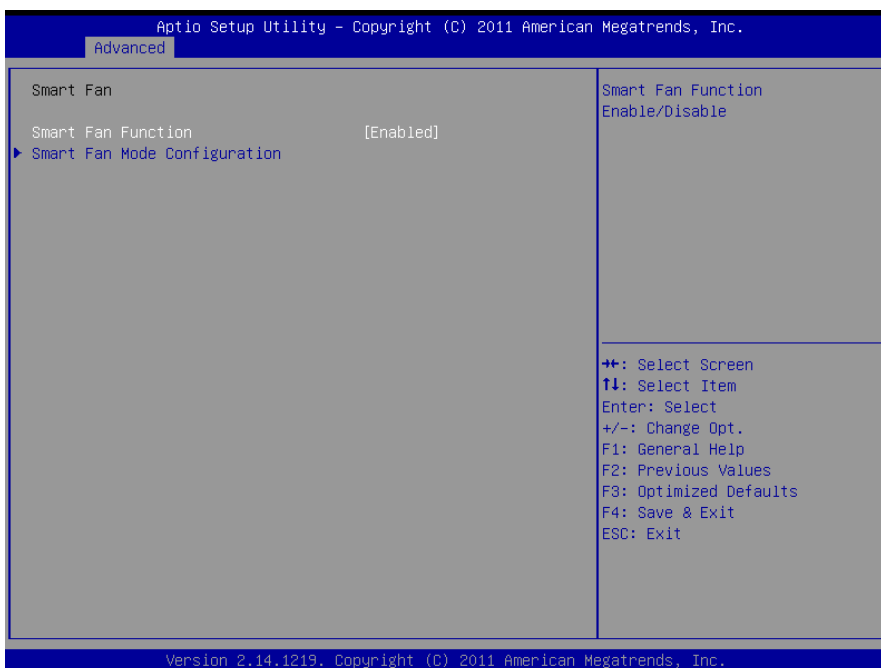 Aptio Setup Utility – Copyright (C) 2011 American Megatrends, Inc.
Advanced
Smart Fan
Smart Fan Function [Enabled]
Smart Fan Mode Configuration
Smart Fan Function
Enable/Disable
→←: Select Screen
↑↓: Select Item
Enter: Select
+/-: Change Opt.
F1: General Help
F2: Previous Values
F3: Optimized Defaults
F4: Save & Exit
ESC: Exit
Version 2.14.1219. Copyright (C) 2011 American Megatrends, Inc.